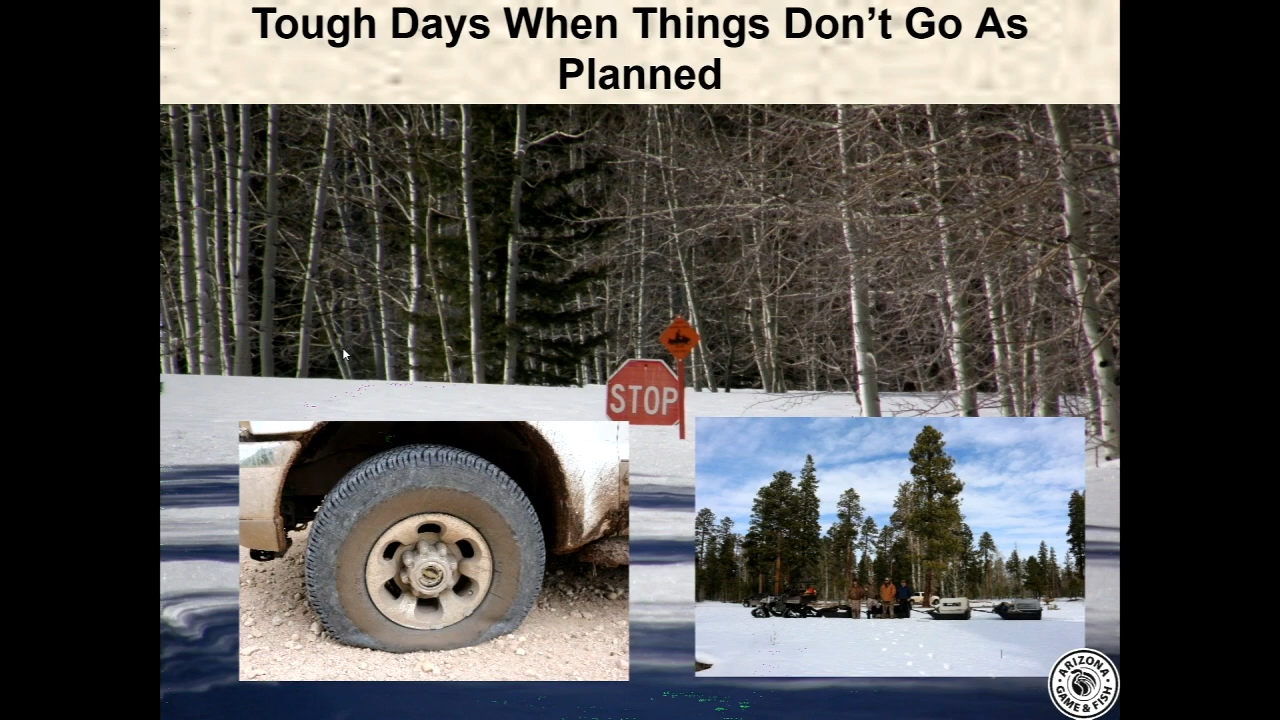 Tough Days When Things Don’t Go As
Planned
STOP
ARIZONA
GAME & FISH